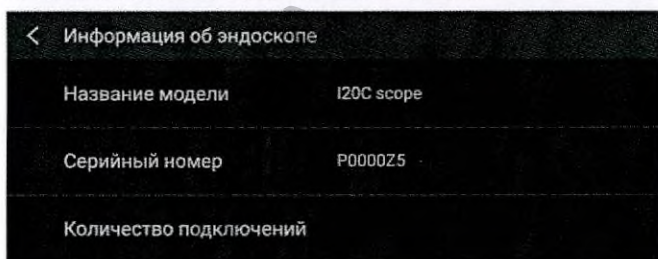 < Информация об эндоскопе
Название модели I20C scope
Серийный номер P0000Z5
Количество подключений